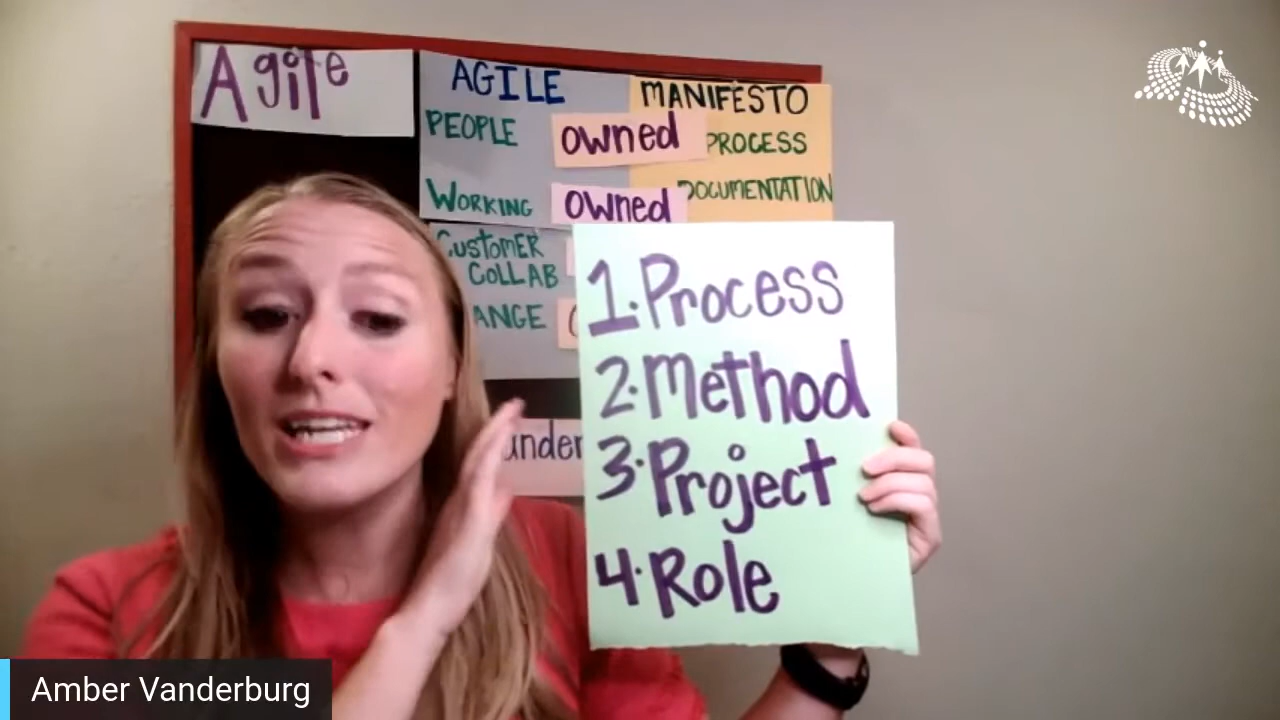 Agile
AGILE MANIFESTO
PEOPLE owned PROCESS
WORKING owned DOCUMENTATION
CUSTOMER
COLLAB
ANGE
under
1. Process
2. Method
3. Project
4. Role
Amber Vanderburg